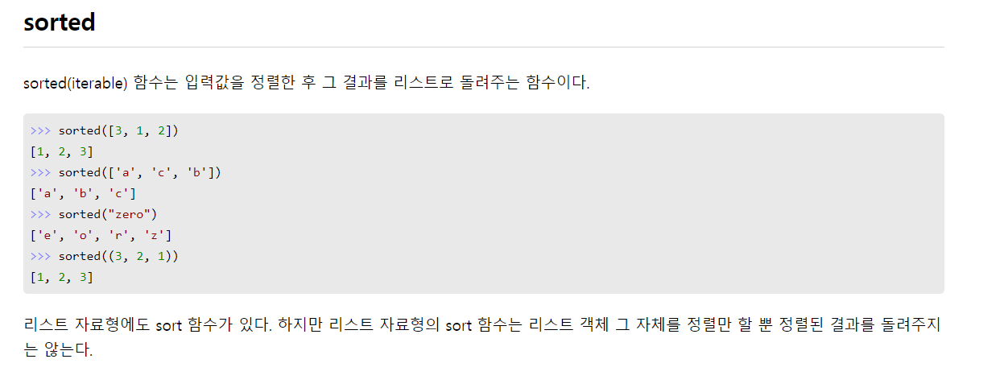 sorted
sorted(iterable) 함수는 입력값을 정렬한 후 그 결과를 리스트로 돌려주는 함수이다.
>>> sorted([3, 1, 2])
[1, 2, 3]
>>> sorted(['a', 'c', 'b'])
['a', 'b', 'c']
>>> sorted("zero")
['e', 'o', 'r', 'z']
>>> sorted((3, 2, 1))
[1, 2, 3]
리스트 자료형에도 sort 함수가 있다. 하지만 리스트 자료형의 sort 함수는 리스트 객체 그 자체를 정렬만 할 뿐 정렬된 결과를 돌려주지
는 않는다.